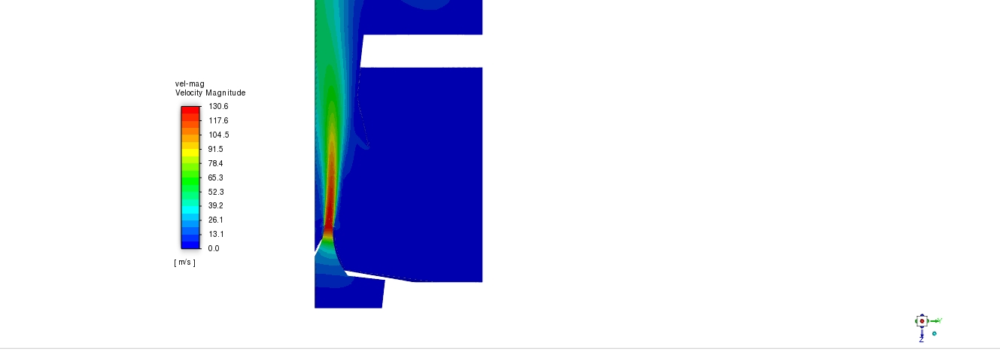 vel-mag
Velocity Magnitude
130.6
117.6
104.5
91.5
78.4
65.3
52.3
39.2
26.1
13.1
0.0
[ m/s ]
Y
Z